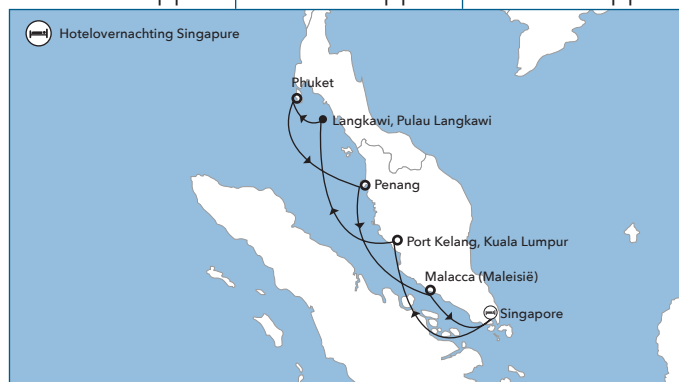 Hotelovernachting Singapure
Phuket
Langkawi, Pulau Langkawi
Penang
Port Kelang, Kuala Lumpur
Malacca (Maleisië)
Singapore